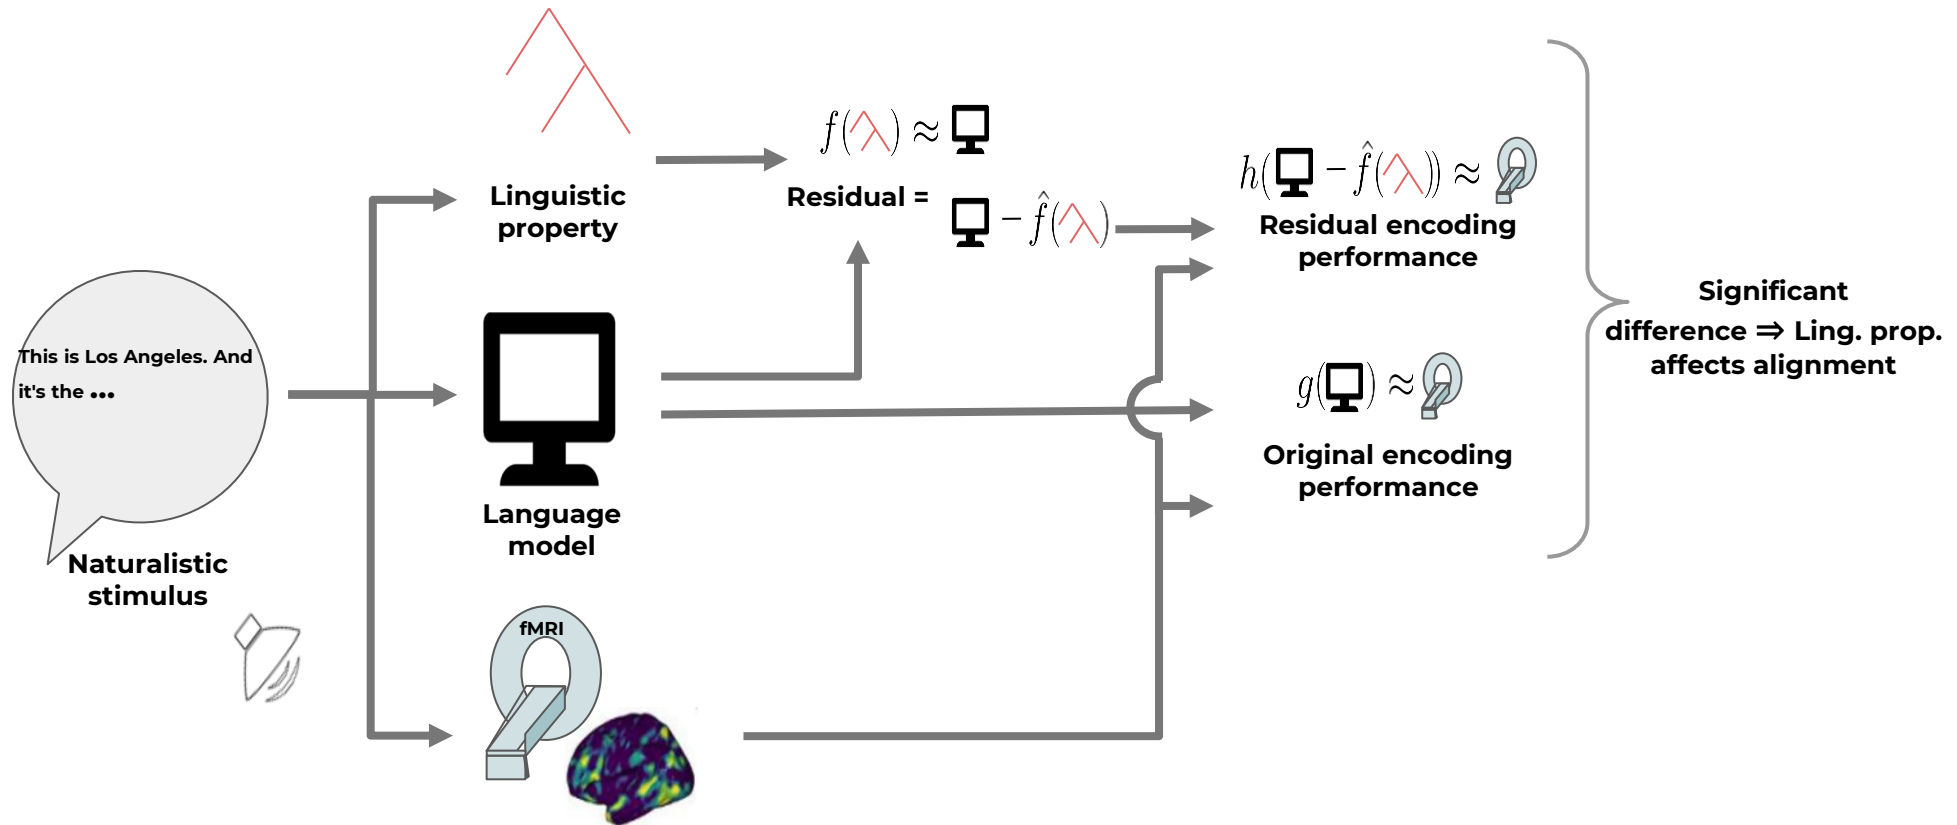 This is Los Angeles. And
it's the ...
Naturalistic
stimulus
Linguistic
property
Language
model
fMRI
f( ) ≈
Residual =
− f̂( )
h( − f̂( )) ≈
Residual encoding
performance
g( ) ≈
Original encoding
performance
Significant
difference ⇒ Ling. prop.
affects alignment